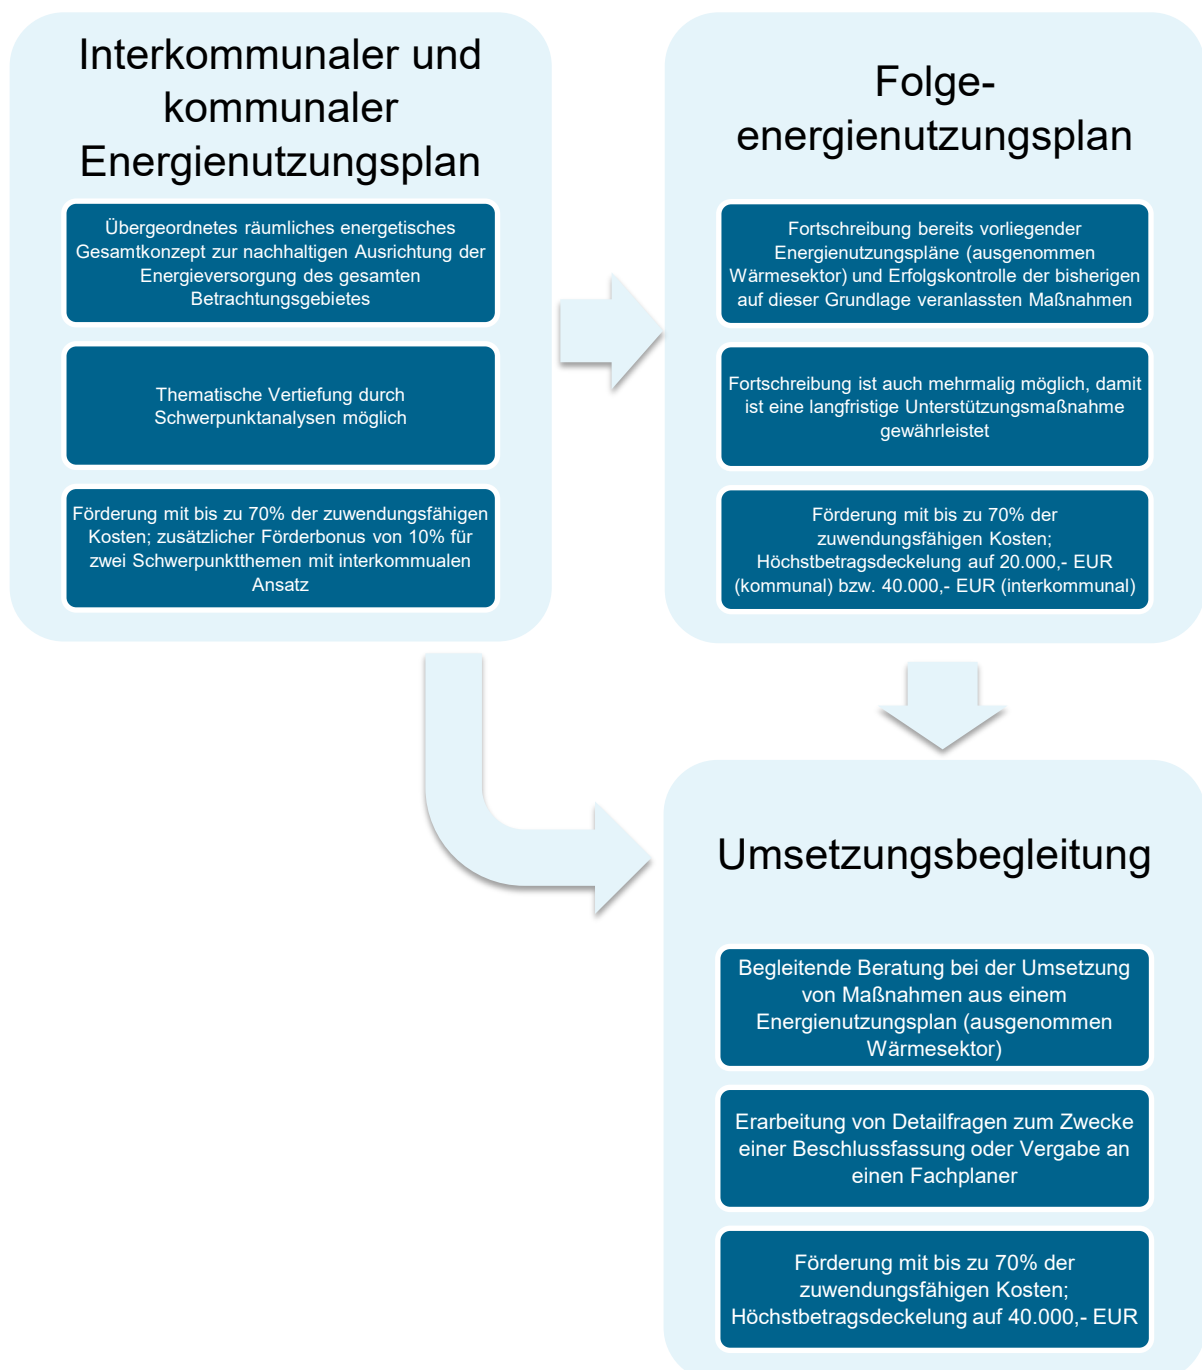 Interkommunaler und
kommunaler
Energienutzungsplan
Übergeordnetes räumliches energetisches
Gesamtkonzept zur nachhaltigen Ausrichtung der
Energieversorgung des gesamten
Betrachtungsgebietes
Thematische Vertiefung durch
Schwerpunktanalysen möglich
Förderung mit bis zu 70% der zuwendungsfähigen
Kosten; zusätzlicher Förderbonus von 10% für
zwei Schwerpunktthemen mit interkommualen
Ansatz
Folge-
energienutzungsplan
Fortschreibung bereits vorliegender
Energienutzungspläne (ausgenommen
Wärmesektor) und Erfolgskontrolle der bisherigen
auf dieser Grundlage veranlassten Maßnahmen
Fortschreibung ist auch mehrmalig möglich, damit
ist eine langfristige Unterstützungsmaßnahme
gewährleistet
Förderung mit bis zu 70% der
zuwendungsfähigen Kosten;
Höchstbetragsdeckelung auf 20.000,- EUR
(kommunal) bzw. 40.000,- EUR (interkommunal)
Umsetzungsbegleitung
Begleitende Beratung bei der Umsetzung
von Maßnahmen aus einem
Energienutzungsplan (ausgenommen
Wärmesektor)
Erarbeitung von Detailfragen zum Zwecke
einer Beschlussfassung oder Vergabe an
einen Fachplaner
Förderung mit bis zu 70% der
zuwendungsfähigen Kosten;
Höchstbetragsdeckelung auf 40.000,- EUR